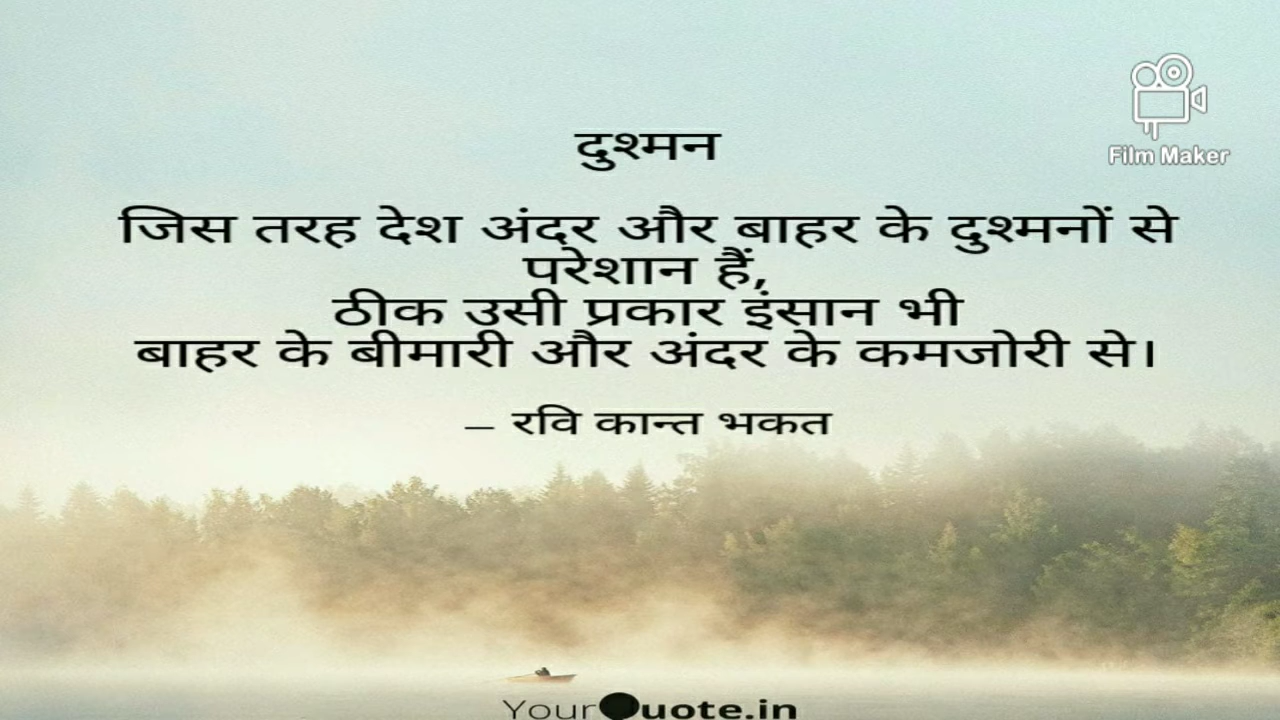 Film Maker
दुश्मन
जिस तरह देश अंदर और बाहर के दुश्मनों से
परेशान हैं,
ठीक उसी प्रकार इंसान भी
बाहर के बीमारी और अंदर के कमजोरी से।
– रवि कान्त भकत
YourQuote.in